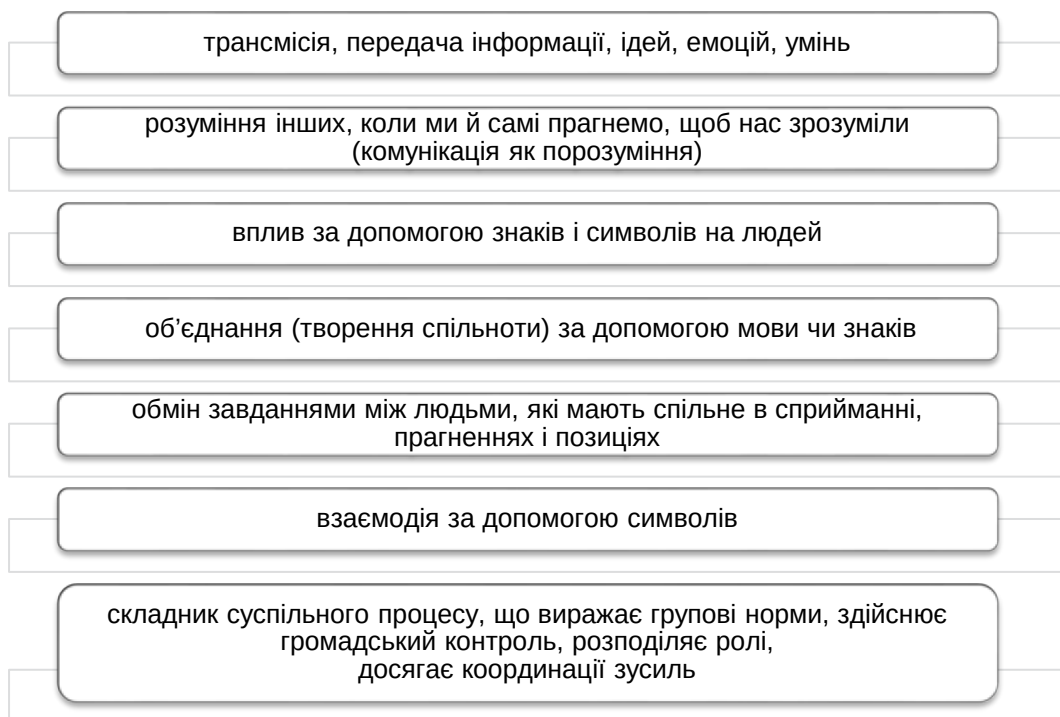 трансмісія, передача інформації, ідей, емоцій, умінь
розуміння інших, коли ми й самі прагнемо, щоб нас зрозуміли
(комунікація як порозуміння)
вплив за допомогою знаків і символів на людей
об’єднання (творення спільноти) за допомогою мови чи знаків
обмін завданнями між людьми, які мають спільне в сприйманні,
прагненнях і позиціях
взаємодія за допомогою символів
складник суспільного процесу, що виражає групові норми, здійснює
громадський контроль, розподіляє ролі,
досягає координації зусиль